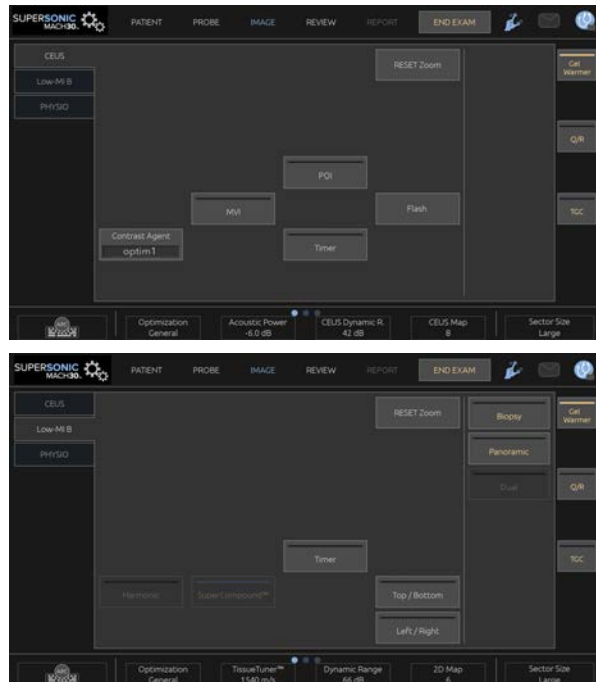 SUPERSONIC
MACH30.
PATIENT PROBE IMAGE REVIEW REPORT END EXAM
CEUS
RESET Zoom
Gel
Warmer
Low-MI B
PHYSIO
Q/R
PQI
MVI
Flash
TGC
Contrast Agent
optim1
Timer
ABC
Optimization
General
Acoustic Power
-6.0 dB
CEUS Dynamic R.
42 dB
CEUS Map
8
Sector Size
Large
SUPERSONIC
MACH30.
PATIENT PROBE IMAGE REVIEW REPORT END EXAM
CEUS
RESET Zoom
Biopsy
Gel
Warmer
Low-MI B
PHYSIO
Panoramic
Dual
Q/R
Timer
TGC
Harmonic
SuperCompound™
Top / Bottom
Left / Right
ABC
Optimization
General
TissueTuner™
1540 m/s
Dynamic Range
66 dB
2D Map
6
Sector Size
Large